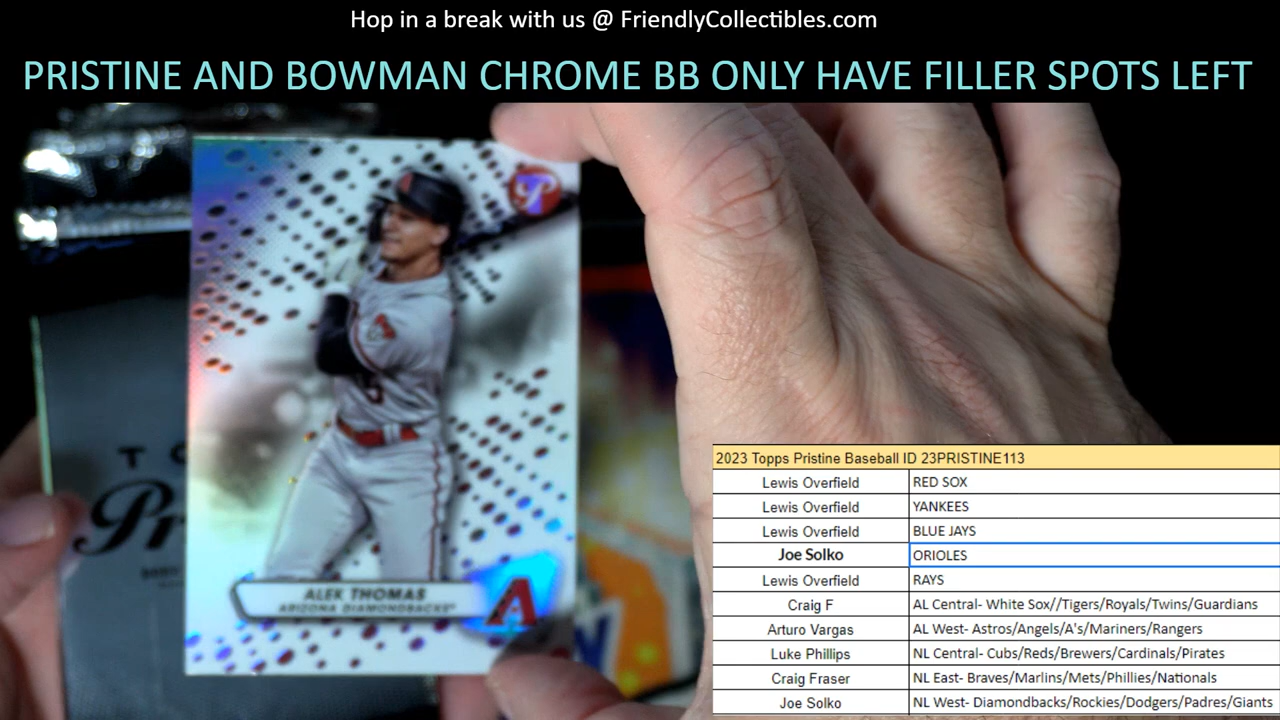 Hop in a break with us @ FriendlyCollectibles.com
PRISTINE AND BOWMAN CHROME BB ONLY HAVE FILLER SPOTS LEFT
ALEK THOMAS
ARIZONA DIAMONDBACKS
A
2023 Topps Pristine Baseball ID 23PRISTINE113
Lewis Overfield RED SOX
Lewis Overfield YANKEES
Lewis Overfield BLUE JAYS
Joe Solko ORIOLES
Lewis Overfield RAYS
Craig F AL Central- White Sox//Tigers/Royals/Twins/Guardians
Arturo Vargas AL West- Astros/Angels/A's/Mariners/Rangers
Luke Phillips NL Central- Cubs/Reds/Brewers/Cardinals/Pirates
Craig Fraser NL East- Braves/Marlins/Mets/Phillies/Nationals
Joe Solko NL West- Diamondbacks/Rockies/Dodgers/Padres/Giants